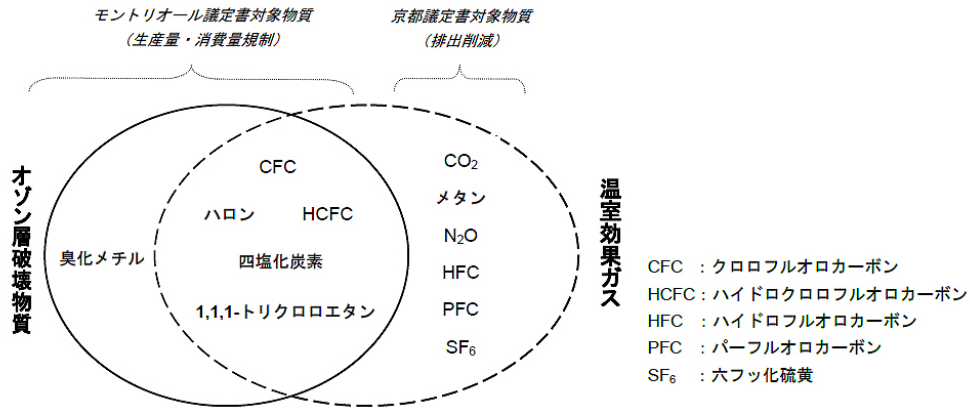 モントリオール議定書対象物質
（生産量・消費量規制）
京都議定書対象物質
（排出削減）
オゾン層破壊物質
臭化メチル
CFC
ハロン
HCFC
四塩化炭素
1,1,1-トリクロロエタン
CO₂
メタン
N₂O
HFC
PFC
SF₆
温室効果ガス
CFC ：クロロフルオロカーボン
HCFC：ハイドロクロロフルオロカーボン
HFC ：ハイドロフルオロカーボン
PFC ：パーフルオロカーボン
SF₆ ：六フッ化硫黄